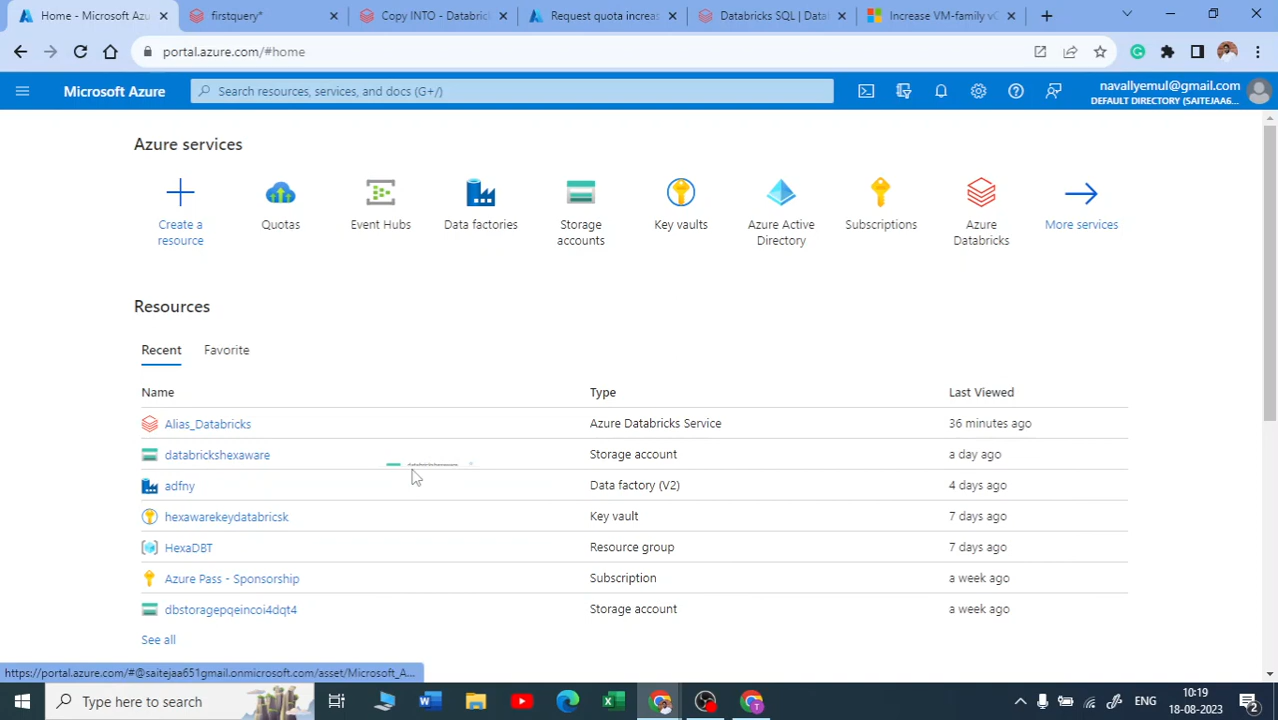 Home - Microsoft Azu
firstquery*
Copy INTO - Databrick
Request quota increas
Databricks SQL | Datal
Increase VM-family vC
portal.azure.com/#home
Microsoft Azure
Search resources, services, and docs (G+/)
navallyemul@gmail.com
DEFAULT DIRECTORY (SAITEJAA6...
Azure services
Create a resource
Quotas
Event Hubs
Data factories
Storage accounts
Key vaults
Azure Active Directory
Subscriptions
Azure Databricks
More services
Resources
Recent Favorite
Name Type Last Viewed
Alias_Databricks Azure Databricks Service 36 minutes ago
databrickshexaware Storage account a day ago
adfny Data factory (V2) 4 days ago
hexawarekeydatabricsk Key vault 7 days ago
HexaDBT Resource group 7 days ago
Azure Pass - Sponsorship Subscription a week ago
dbstoragepqeincoi4dqt4 Storage account a week ago
See all
https://portal.azure.com/#@saitejaa651gmail.onmicrosoft.com/asset/Microsoft_A...
Type here to search
ENG
10:19
18-08-2023
2